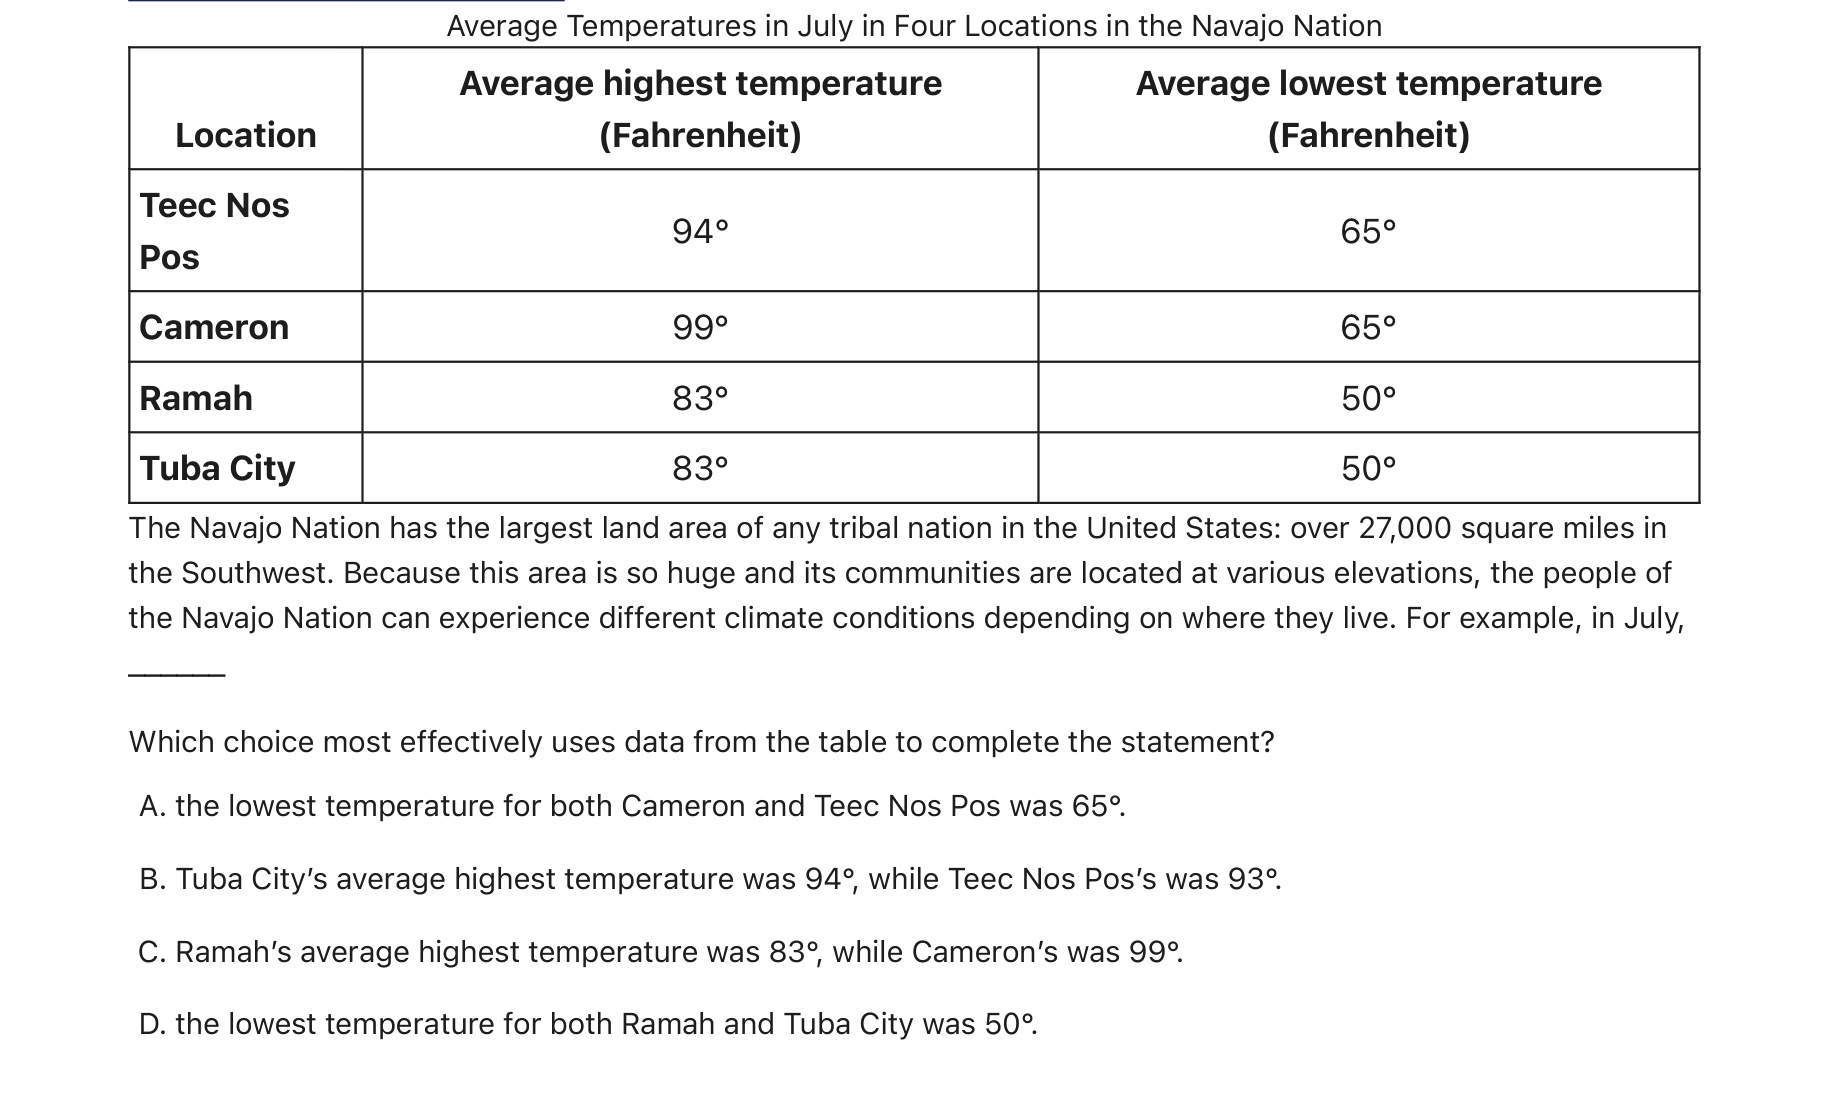 Average Temperatures in July in Four Locations in the Navajo Nation
Location
Average highest temperature
(Fahrenheit)
Average lowest temperature
(Fahrenheit)
Teec Nos
Pos
94°
65°
Cameron
99°
65°
Ramah
83°
50°
Tuba City
83°
50°
The Navajo Nation has the largest land area of any tribal nation in the United States: over 27,000 square miles in
the Southwest. Because this area is so huge and its communities are located at various elevations, the people of
the Navajo Nation can experience different climate conditions depending on where they live. For example, in July,
______
Which choice most effectively uses data from the table to complete the statement?
A. the lowest temperature for both Cameron and Teec Nos Pos was 65°.
B. Tuba City’s average highest temperature was 94°, while Teec Nos Pos’s was 93°.
C. Ramah’s average highest temperature was 83°, while Cameron’s was 99°.
D. the lowest temperature for both Ramah and Tuba City was 50°.